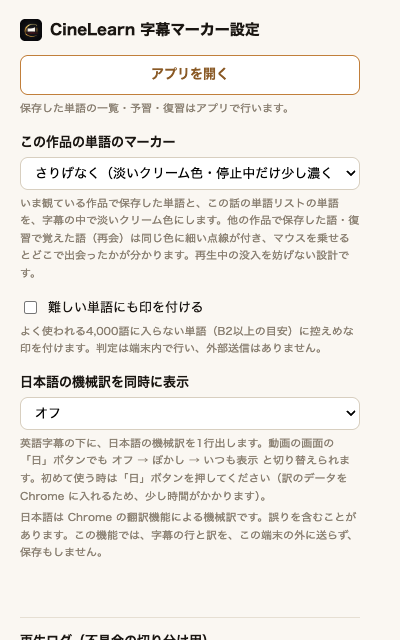 CineLearn 字幕マーカー設定
アプリを開く
保存した単語の一覧・予習・復習はアプリで行います。
この作品の単語のマーカー
さりげなく（淡いクリーム色・停止中だけ少し濃く
いま観ている作品で保存した単語と、この話の単語リストの単語
を、字幕の中で淡いクリーム色にします。他の作品で保存した語・復
習で覚えた語（再会）は同じ色に細い点線が付き、マウスを乗せる
とどこで出会ったかが分かります。再生中の没入を妨げない設計で
す。
難しい単語にも印を付ける
よく使われる4,000語に入らない単語（B2以上の目安）に控えめな
印を付けます。判定は端末内で行い、外部送信はありません。
日本語の機械訳を同時に表示
オフ
英語字幕の下に、日本語の機械訳を1行出します。動画の画面の
「日」ボタンでも オフ → ぼかし → いつも表示 と切り替えられま
す。初めて使う時は「日」ボタンを押してください（訳のデータを
Chrome に入れるため、少し時間がかかります）。
日本語は Chrome の翻訳機能による機械訳です。誤りを含むことが
あります。この機能では、字幕の行と訳を、この端末の外に送らず、
保存もしません。
再生ログ（不具合の切り分け用）